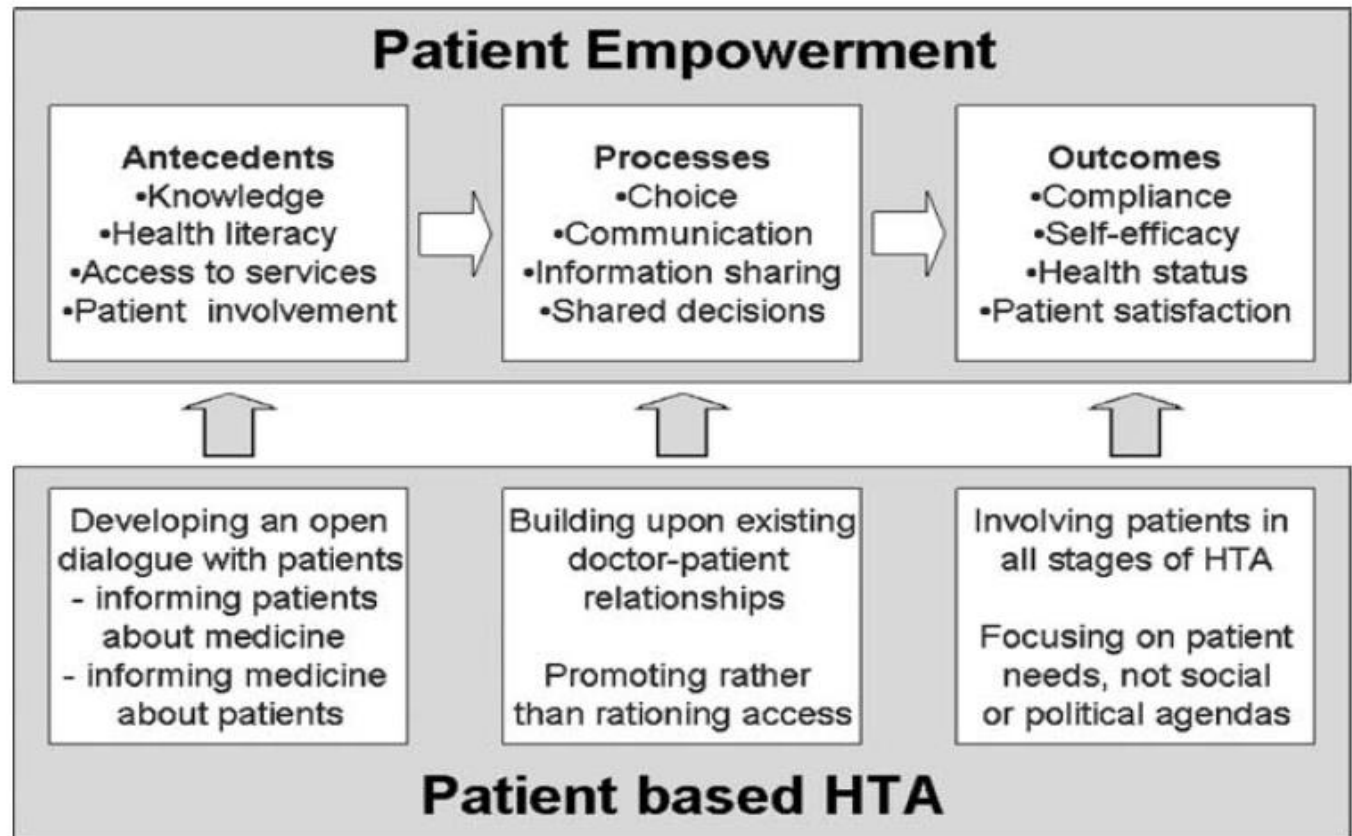 Patient Empowerment
Antecedents
•Knowledge
•Health literacy
•Access to services
•Patient involvement
Processes
•Choice
•Communication
•Information sharing
•Shared decisions
Outcomes
•Compliance
•Self-efficacy
•Health status
•Patient satisfaction
Developing an open
dialogue with patients
- informing patients
about medicine
- informing medicine
about patients
Building upon existing
doctor-patient
relationships
Promoting rather
than rationing access
Involving patients in
all stages of HTA
Focusing on patient
needs, not social
or political agendas
Patient based HTA